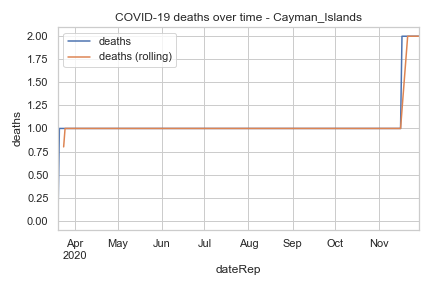 COVID-19 deaths over time - Cayman_Islands
deaths
deaths (rolling)
2.00
1.75
1.50
1.25
1.00
0.75
0.50
0.25
0.00
deaths
Apr May Jun Jul Aug Sep Oct Nov
2020
dateRep